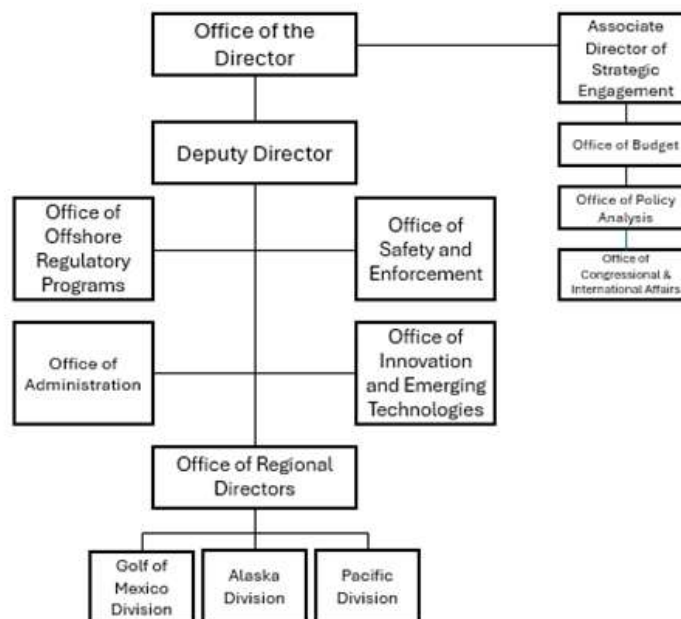 Office of the
Director
Associate
Director of
Strategic
Engagement
Deputy Director
Office of Budget
Office of Policy
Analysis
Office of
Congressional &
International Affairs
Office of
Offshore
Regulatory
Programs
Office of
Safety and
Enforcement
Office of
Administration
Office of
Innovation
and Emerging
Technologies
Office of Regional
Directors
Golf of
Mexico
Division
Alaska
Division
Pacific
Division